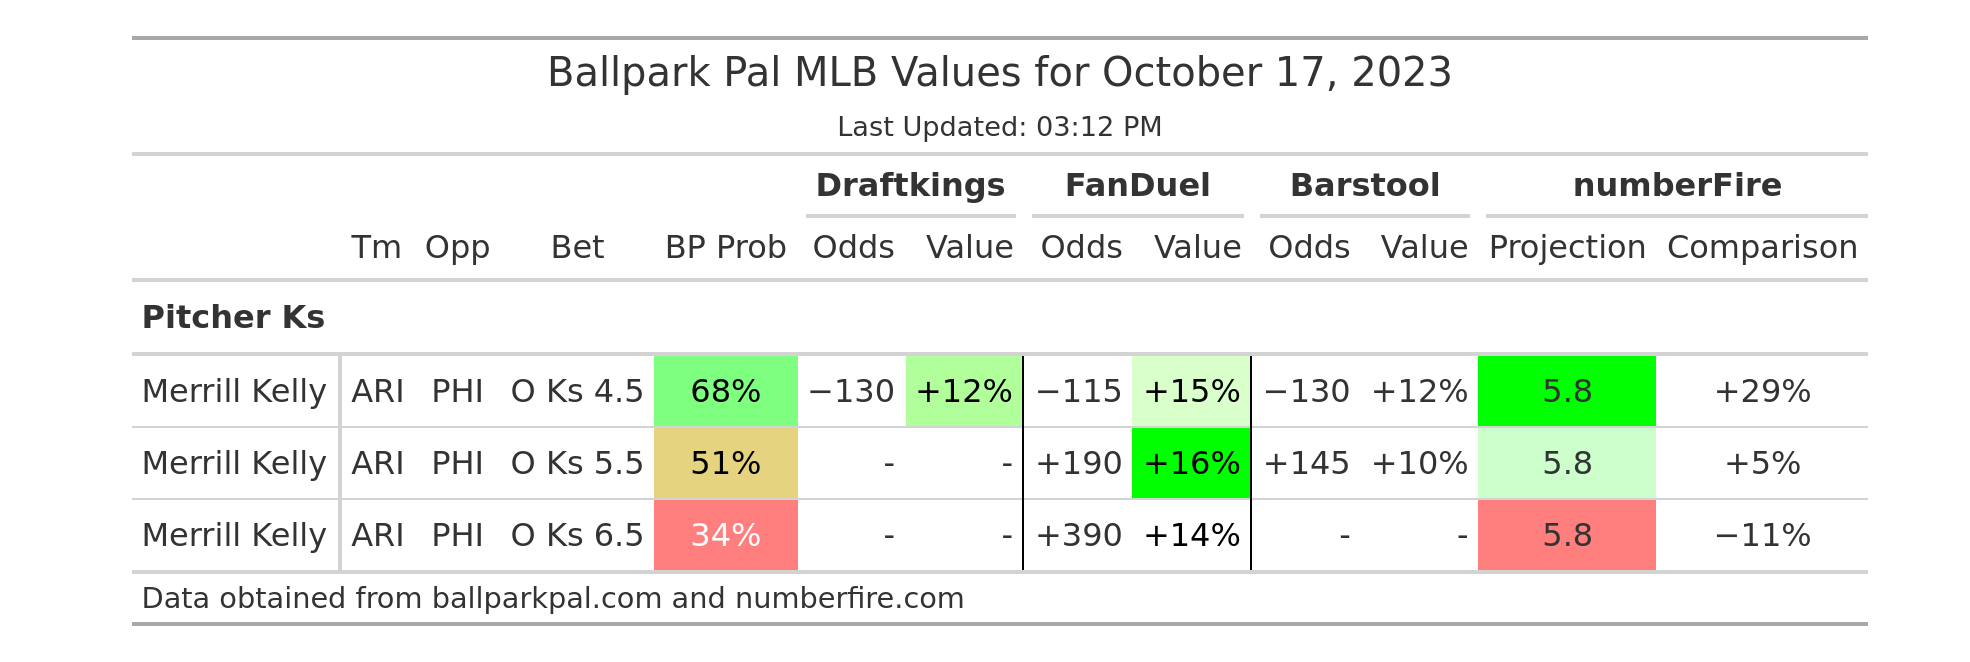 Ballpark Pal MLB Values for October 17, 2023
Last Updated: 03:12 PM
Draftkings FanDuel Barstool numberFire
Tm Opp Bet BP Prob Odds Value Odds Value Odds Value Projection Comparison
Pitcher Ks
Merrill Kelly ARI PHI O Ks 4.5 68% −130 +12% −115 +15% −130 +12% 5.8 +29%
Merrill Kelly ARI PHI O Ks 5.5 51% - - +190 +16% +145 +10% 5.8 +5%
Merrill Kelly ARI PHI O Ks 6.5 34% - - +390 +14% - - 5.8 −11%
Data obtained from ballparkpal.com and numberfire.com